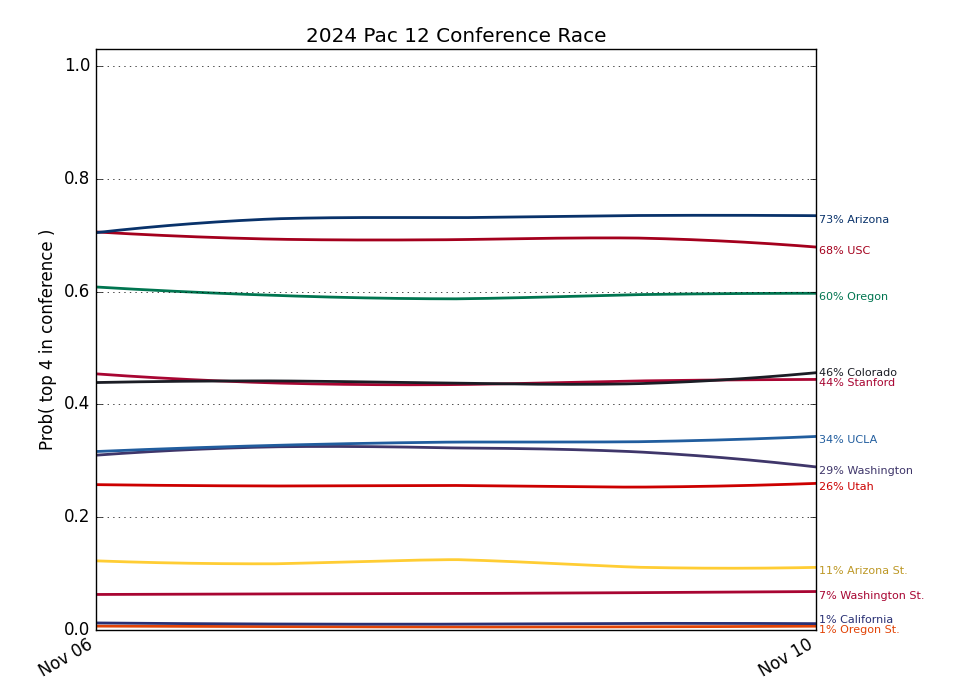 2024 Pac 12 Conference Race
Prob( top 4 in conference )
1.0
0.8
0.6
0.4
0.2
0.0
Nov 06
Nov 10
73% Arizona
68% USC
60% Oregon
46% Colorado
44% Stanford
34% UCLA
29% Washington
26% Utah
11% Arizona St.
7% Washington St.
1% California
1% Oregon St.